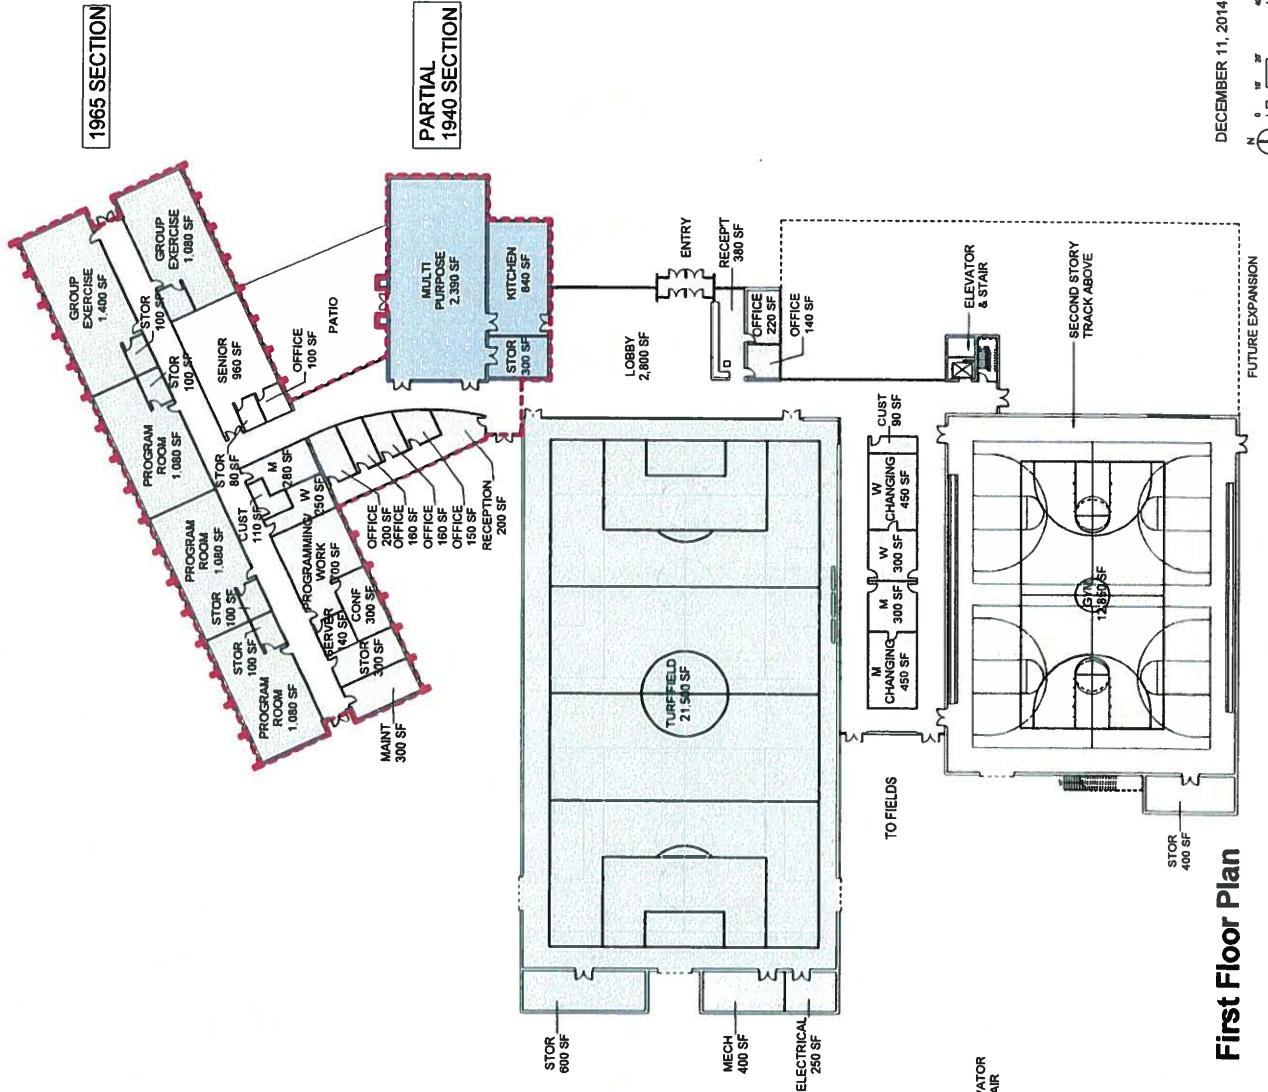 1965 SECTION
PARTIAL
1940 SECTION
GROUP
EXERCISE
1,400 SF
STOR
100 SF
GROUP
EXERCISE
1,080 SF
STOR
100 SF
PROGRAM
ROOM
1,080 SF
SENIOR
960 SF
OFFICE
100 SF
PATIO
STOR
80 SF
PROGRAM
ROOM
1,080 SF
STOR
100 SF
STOR
100 SF
PROGRAM
ROOM
1,080 SF
CUST
110 SF
M
280 SF
W
250 SF
PROGRAMMING/
WORK
700 SF
SERVER
140 SF
CONF
300 SF
STOR
300 SF
MAINT
300 SF
OFFICE
200 SF
OFFICE
160 SF
OFFICE
160 SF
OFFICE
150 SF
RECEPTION
200 SF
MULTI
PURPOSE
2,390 SF
KITCHEN
840 SF
STOR
300 SF
ENTRY
LOBBY
2,800 SF
RECEPT
380 SF
OFFICE
220 SF
OFFICE
140 SF
ELEVATOR
& STAIR
SECOND STORY
TRACK ABOVE
FUTURE EXPANSION
TURF FIELD
21,500 SF
CUST
90 SF
W
CHANGING
450 SF
W
300 SF
M
300 SF
M
CHANGING
450 SF
GYM
12,850 SF
TO FIELDS
STOR
400 SF
STOR
600 SF
MECH
400 SF
ELECTRICAL
250 SF
First Floor Plan
DECEMBER 11, 2014
N
0